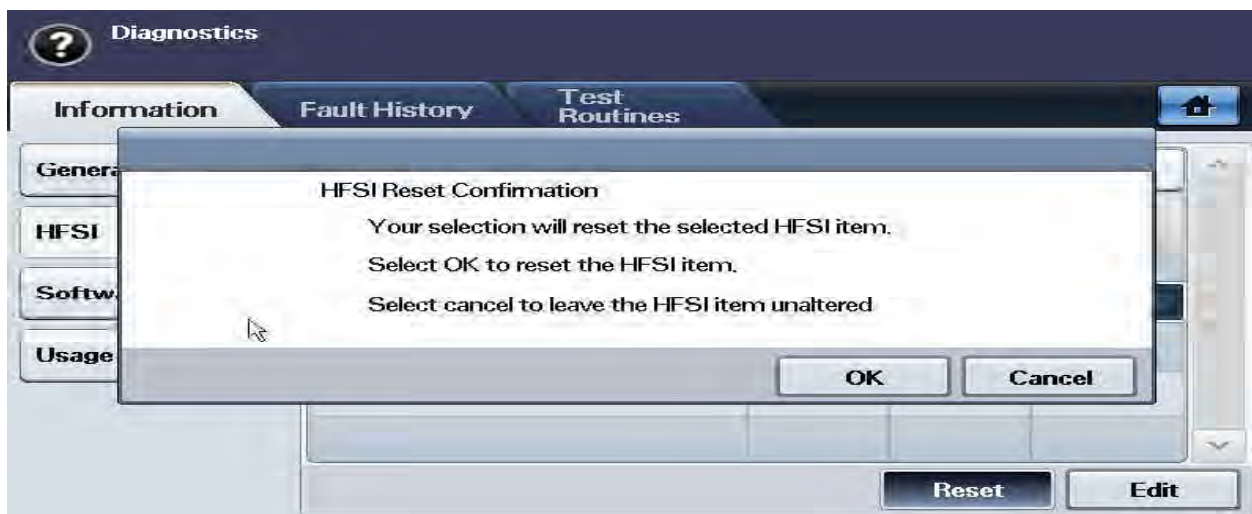 Diagnostics
Information
Fault History
Test
Routines
Genera
HFSI
Softw
Usage
HFSI Reset Confirmation
Your selection will reset the selected HFSI item.
Select OK to reset the HFSI item.
Select cancel to leave the HFSI item unaltered
OK
Cancel
Reset
Edit